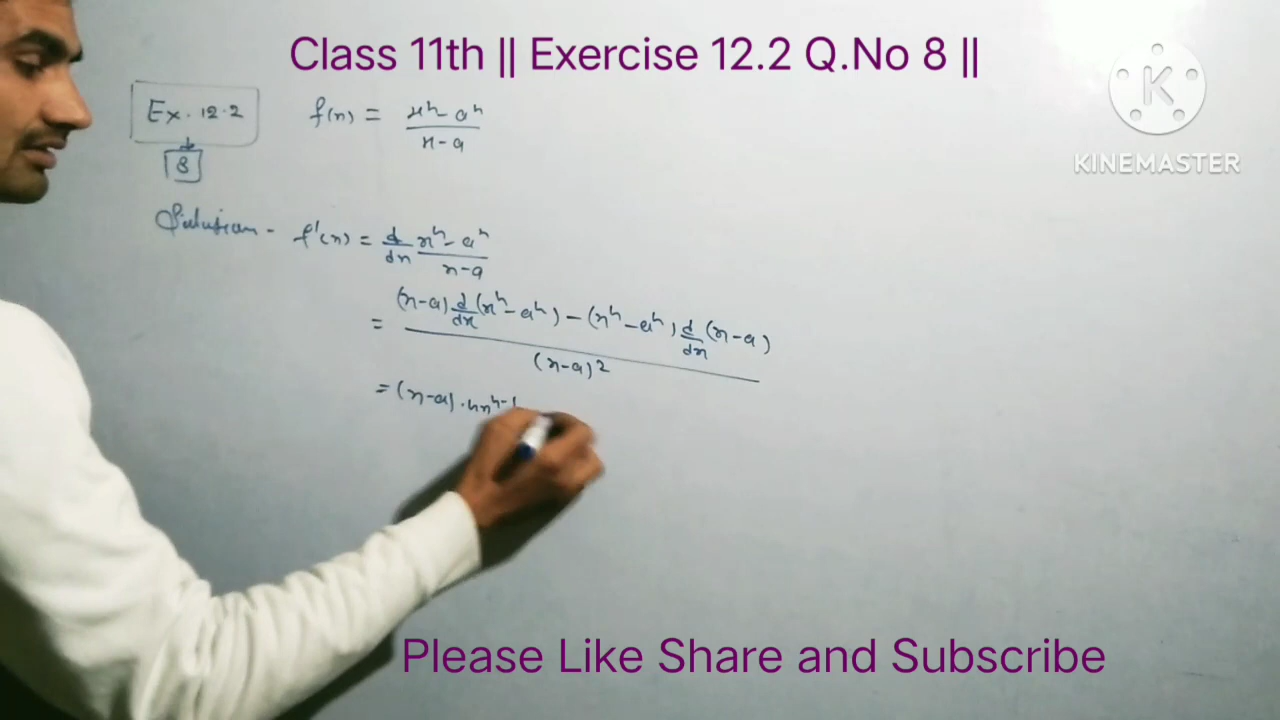 Class 11th || Exercise 12.2 Q.No 8 ||
KINEMASTER
Ex. 12.2
8
f(x) = xⁿ - aⁿ / x - a
Solution - f'(x) = d/dx xⁿ - aⁿ / x - a
= (x-a) d/dx (xⁿ - aⁿ) - (xⁿ - aⁿ) d/dx (x-a) / (x-a)²
= (x-a) . nxⁿ⁻¹
Please Like Share and Subscribe